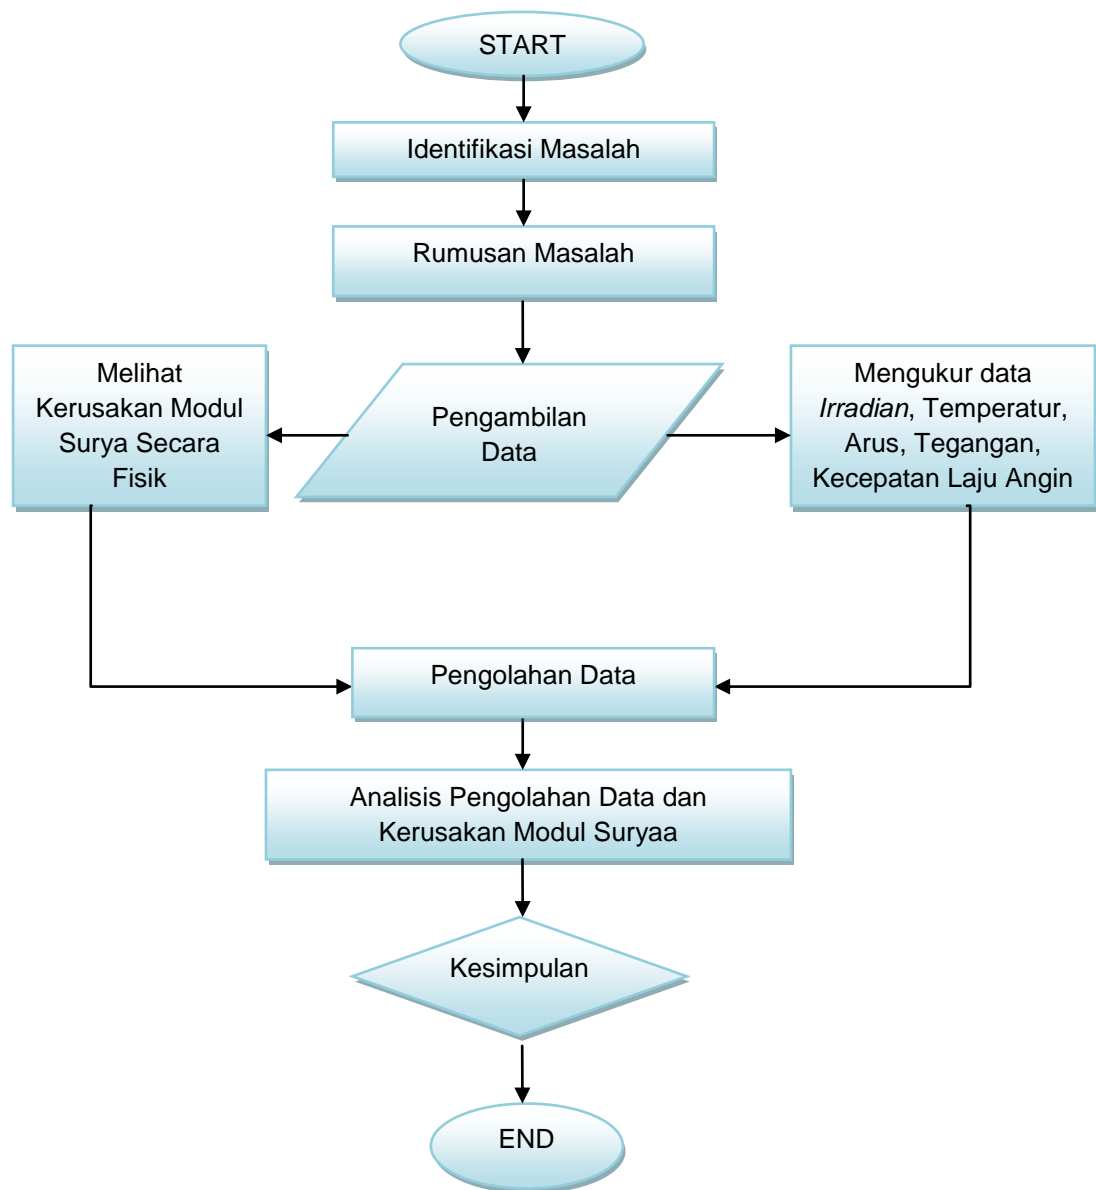 START
Identifikasi Masalah
Rumusan Masalah
Melihat
Kerusakan Modul
Surya Secara
Fisik
Pengambilan
Data
Mengukur data
Irradian, Temperatur,
Arus, Tegangan,
Kecepatan Laju Angin
Pengolahan Data
Analisis Pengolahan Data dan
Kerusakan Modul Suryaa
Kesimpulan
END